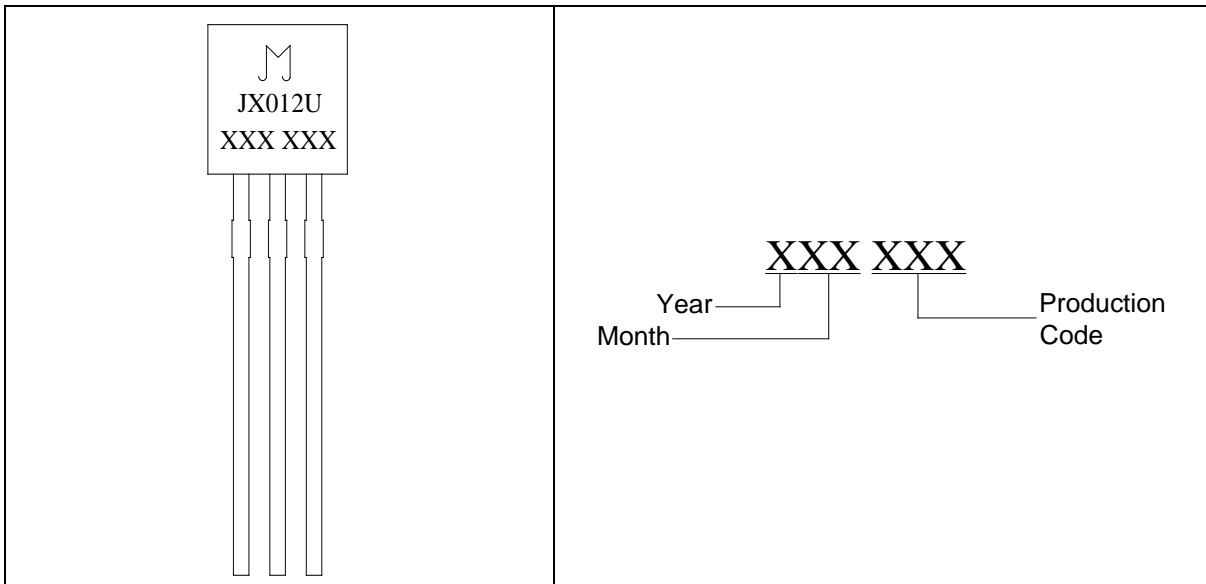 JX012U
XXX XXX
XXX XXX
Year
Production
Code
Month